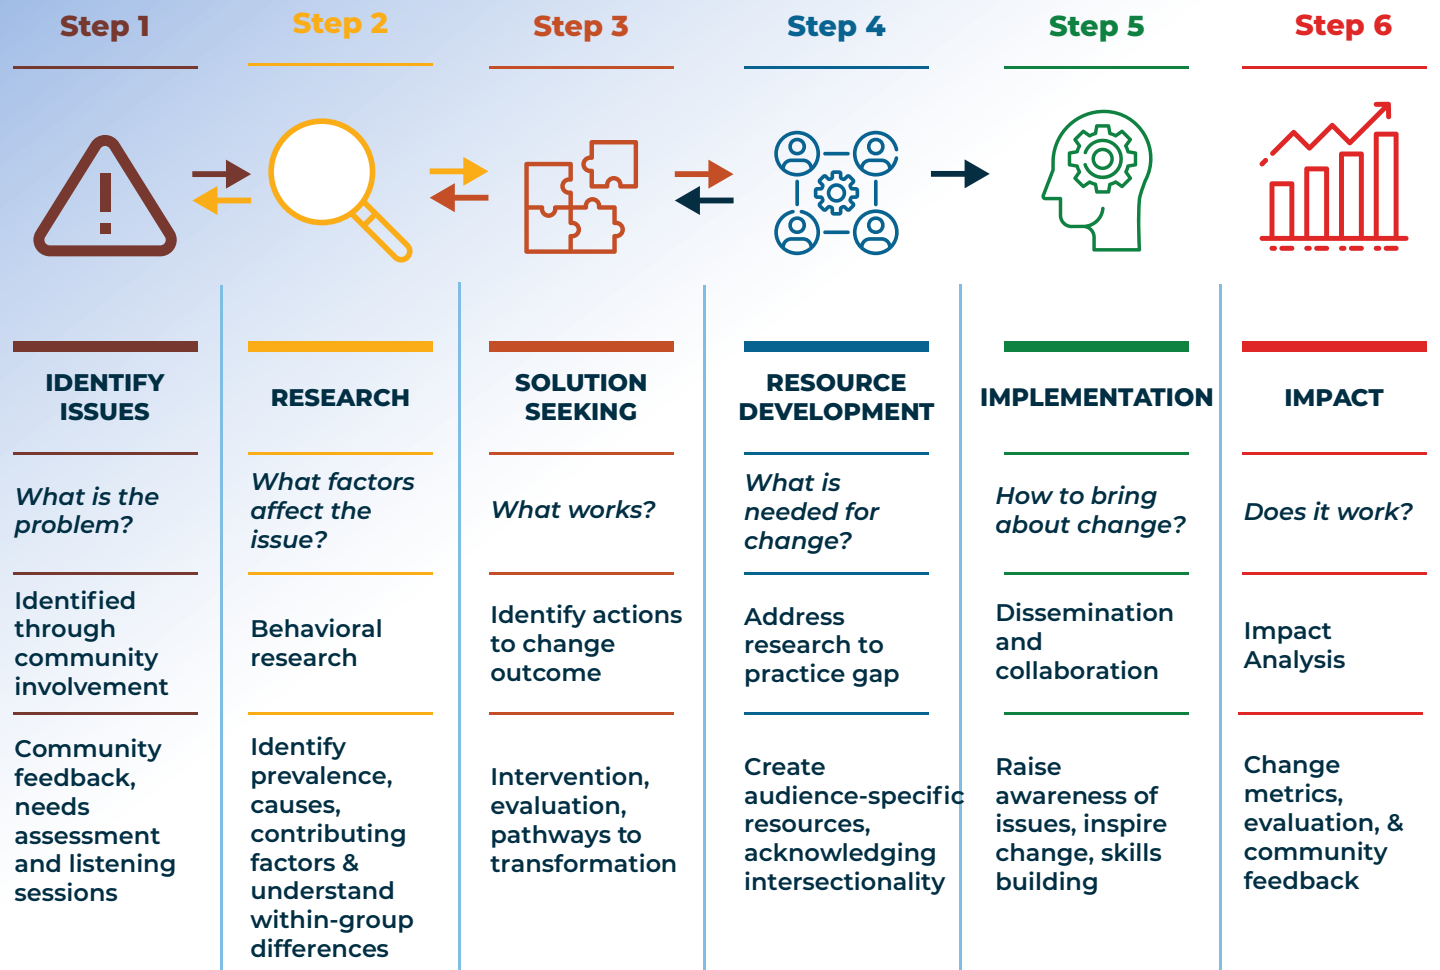 Step 1
Step 2
Step 3
Step 4
Step 5
Step 6
IDENTIFY
ISSUES
RESEARCH
SOLUTION
SEEKING
RESOURCE
DEVELOPMENT
IMPLEMENTATION
IMPACT
What is the
problem?
What factors
affect the
issue?
What works?
What is
needed for
change?
How to bring
about change?
Does it work?
Identified
through
community
involvement
Behavioral
research
Identify actions
to change
outcome
Address
research to
practice gap
Dissemination
and
collaboration
Impact
Analysis
Community
feedback,
needs
assessment
and listening
sessions
Identify
prevalence,
causes,
contributing
factors &
understand
within-group
differences
Intervention,
evaluation,
pathways to
transformation
Create
audience-specific
resources,
acknowledging
intersectionality
Raise
awareness of
issues, inspire
change, skills
building
Change
metrics,
evaluation, &
community
feedback